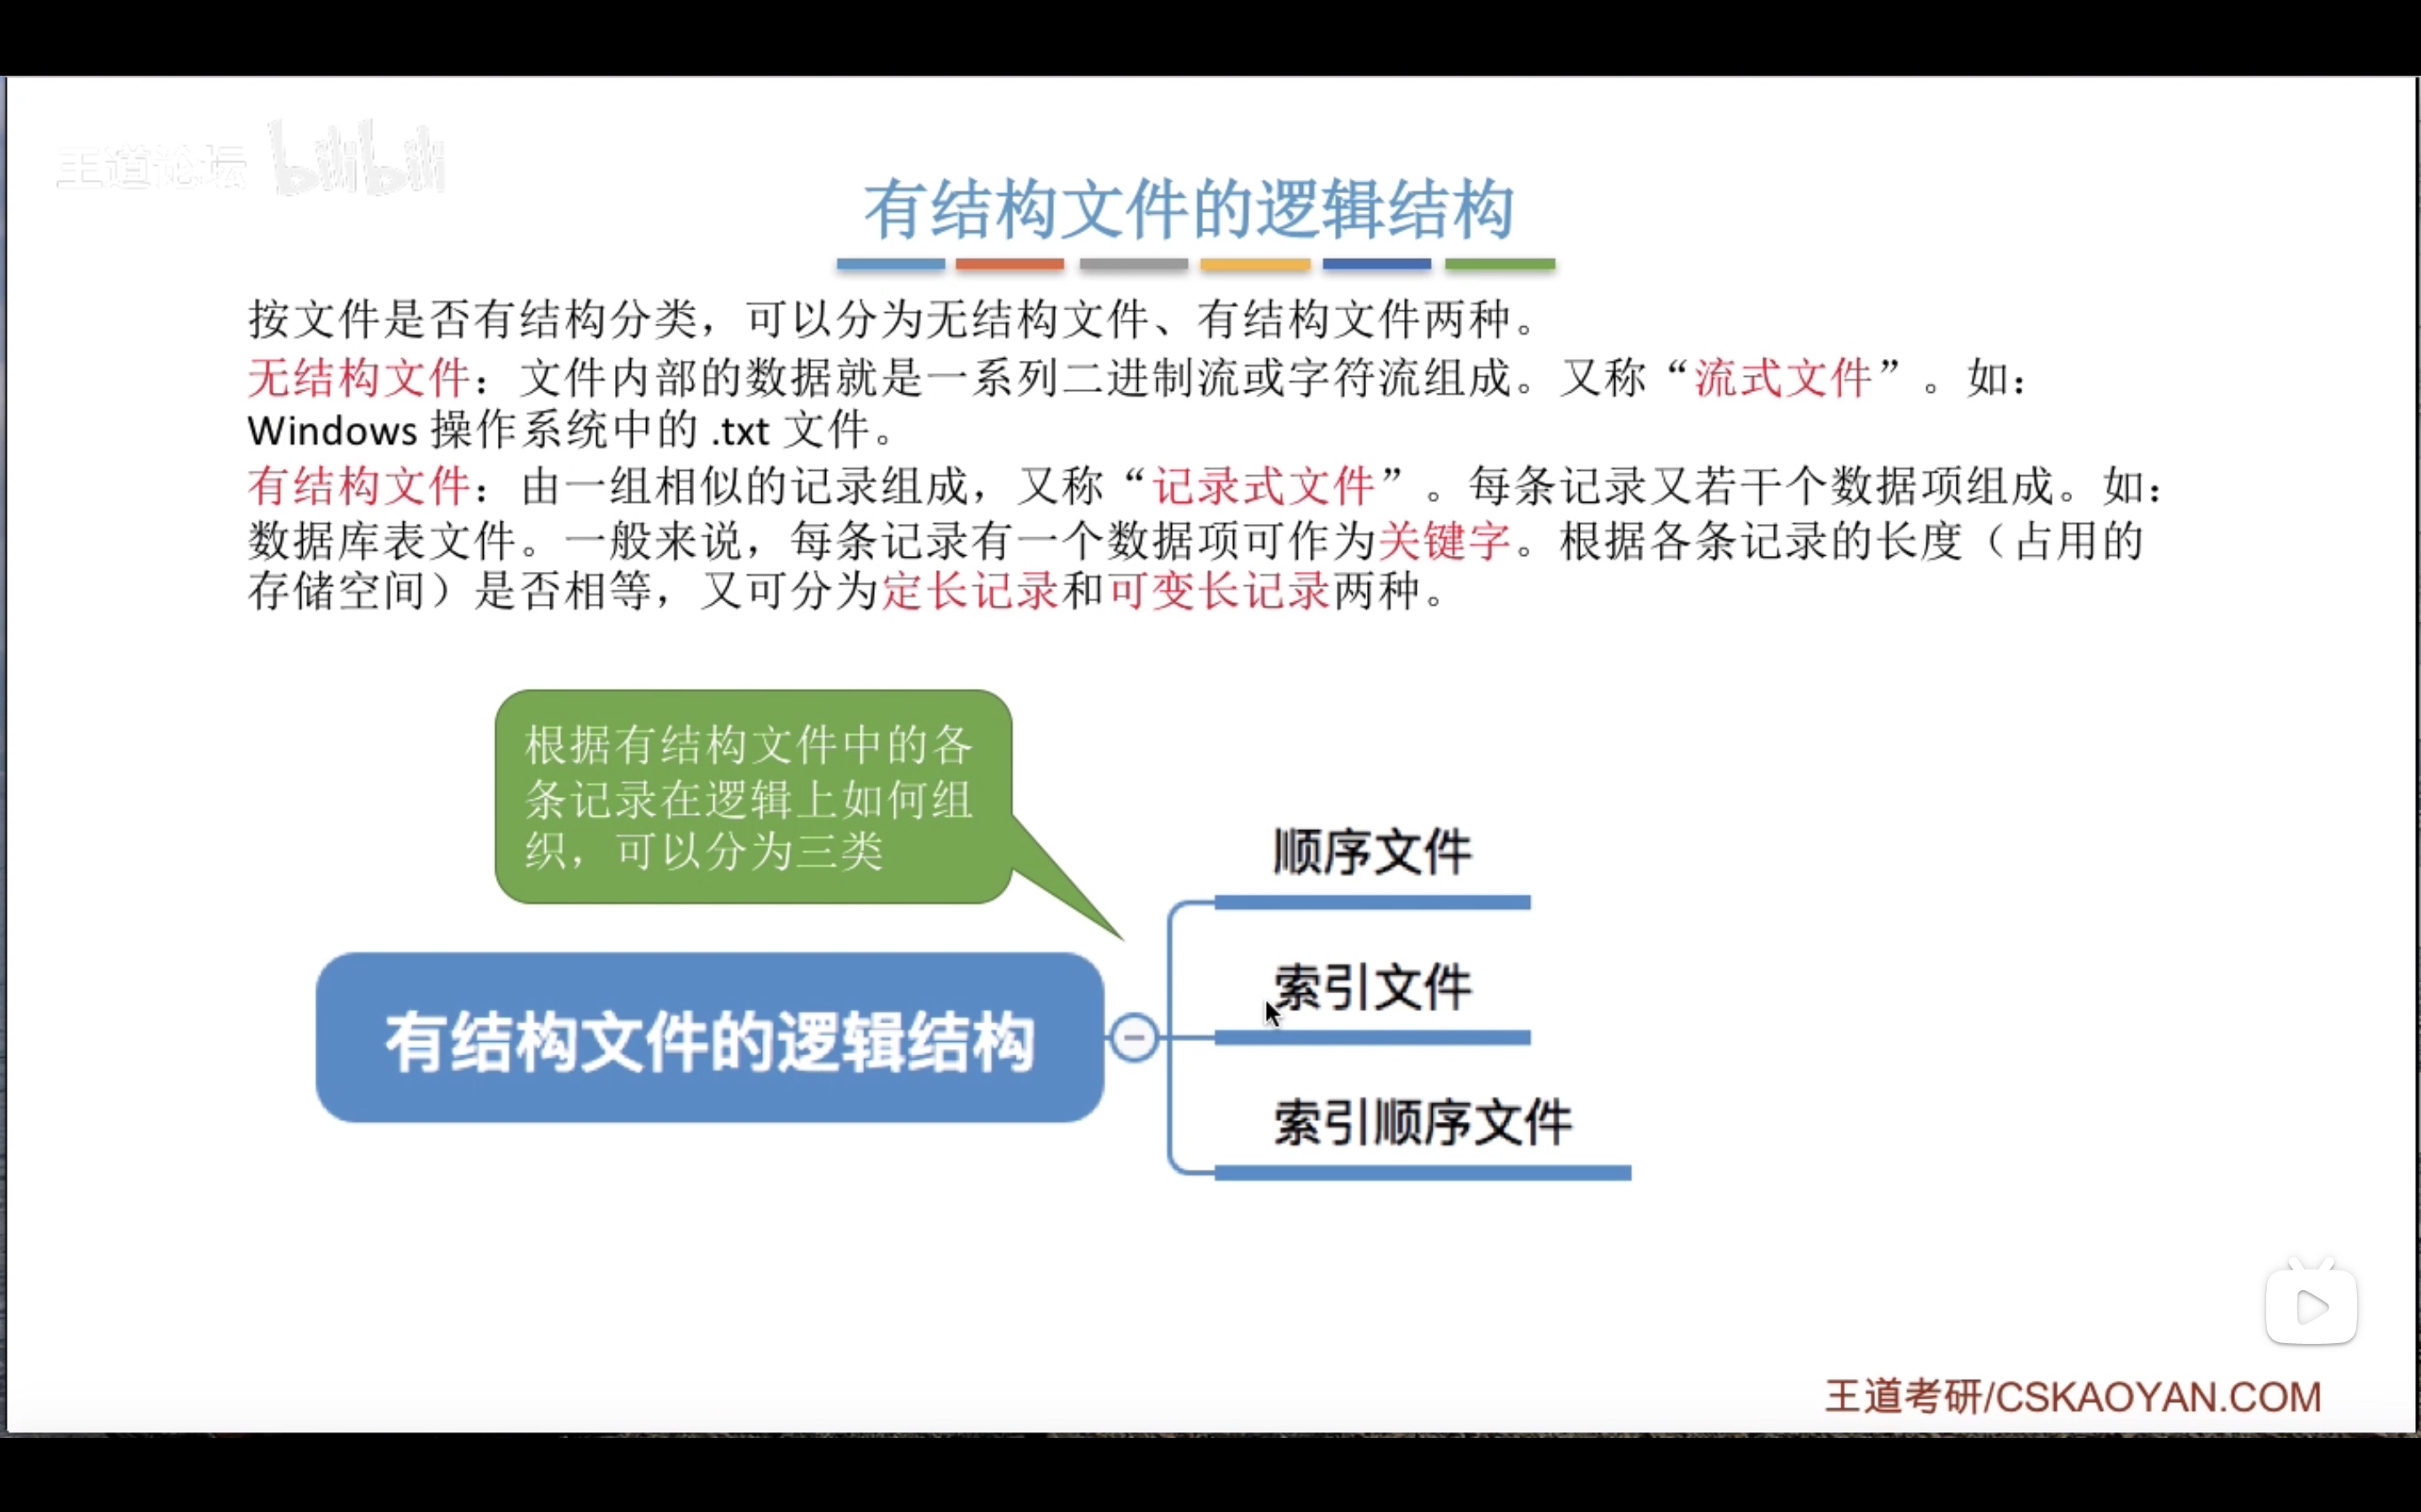 王道论坛 bilibili
有结构文件的逻辑结构
按文件是否有结构分类，可以分为无结构文件、有结构文件两种。
无结构文件：文件内部的数据就是一系列二进制流或字符流组成。又称“流式文件”。如：
Windows 操作系统中的 .txt 文件。
有结构文件：由一组相似的记录组成，又称“记录式文件”。每条记录又若干个数据项组成。如：
数据库表文件。一般来说，每条记录有一个数据项可作为关键字。根据各条记录的长度（占用的
存储空间）是否相等，又可分为定长记录和可变长记录两种。
根据有结构文件中的各
条记录在逻辑上如何组
织，可以分为三类
有结构文件的逻辑结构
顺序文件
索引文件
索引顺序文件
王道考研/CSKAOYAN.COM